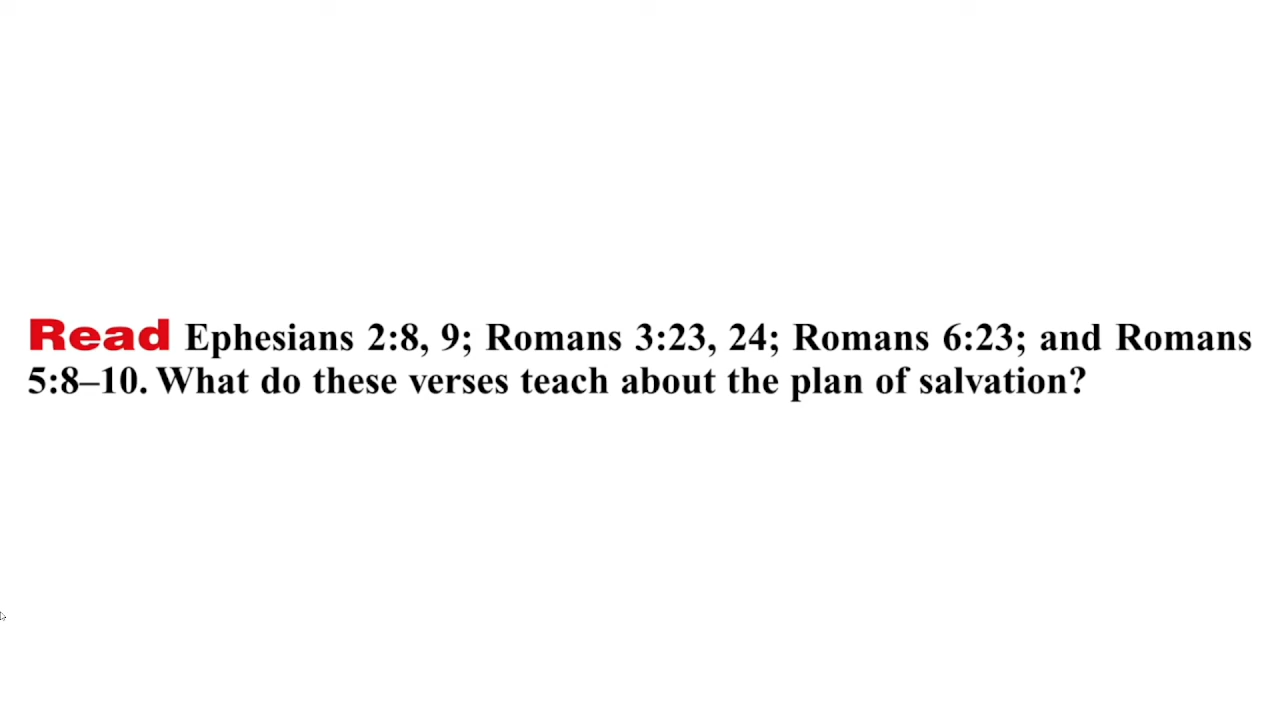 Read Ephesians 2:8, 9; Romans 3:23, 24; Romans 6:23; and Romans
5:8–10. What do these verses teach about the plan of salvation?